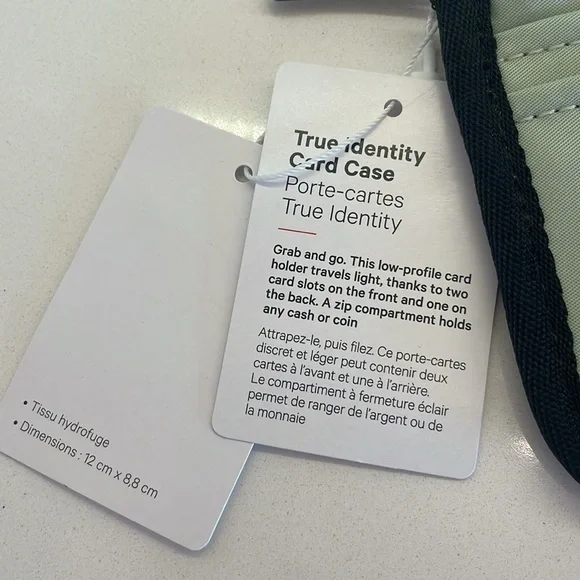 True Identity
Card Case
Porte-cartes
True Identity
Grab and go. This low-profile card
holder travels light, thanks to two
card slots on the front and one on
the back. A zip compartment holds
any cash or coin
Attrapez-le, puis filez. Ce porte-cartes
discret et léger peut contenir deux
cartes à l'avant et une à l'arrière.
Le compartiment à fermeture éclair
permet de ranger de l'argent ou de
la monnaie
• Tissu hydrofuge
• Dimensions : 12 cm x 8,8 cm